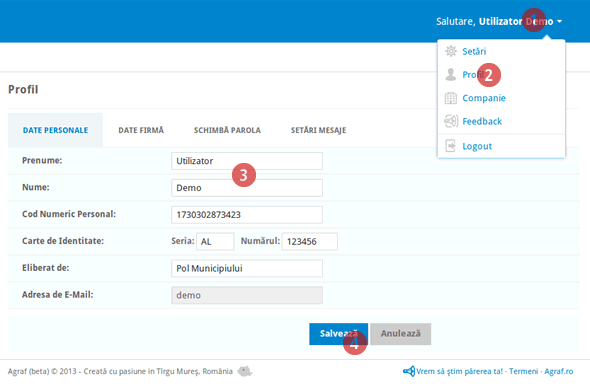 Salutare, Utilizator Demo
1
Setări
Profil
2
Companie
Feedback
Logout
Profil
DATE PERSONALE DATE FIRMĂ SCHIMBĂ PAROLA SETĂRI MESAJE
Prenume: Utilizator
3
Nume: Demo
Cod Numeric Personal: 1730302873423
Carte de Identitate: Seria: AL Numărul: 123456
Eliberat de: Pol Municipiului
Adresa de E-Mail: demo
Salvează Anulează
4
Agraf (beta) © 2013 - Creată cu pasiune in Tîrgu Mureș, România
Vrem să știm părerea ta! · Termeni · Agraf.ro